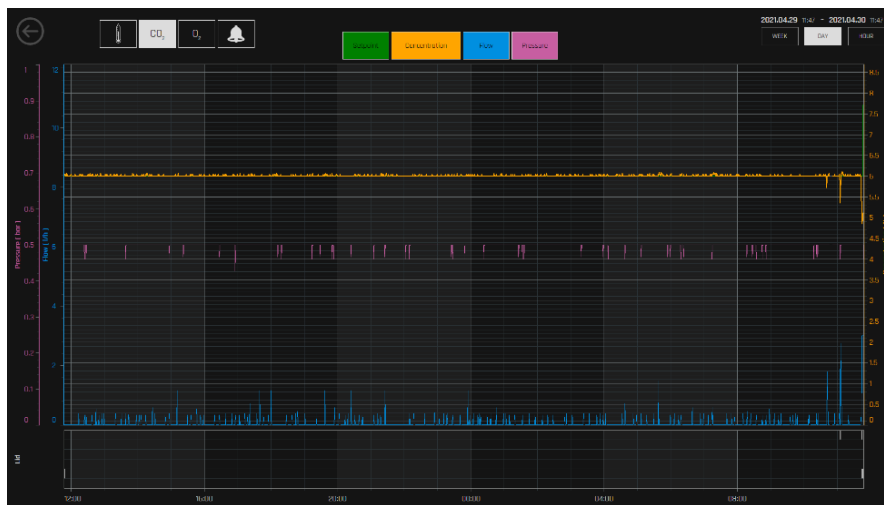 2021.04.29 11:47 - 2021.04.30 11:47
CO₂ O₂
WEEK DAY HOUR
Setpoint Concentration Flow Pressure
1 0.9 0.8 0.7 0.6 0.5 0.4 0.3 0.2 0.1 0
Pressure [ bar ]
12 10 8 6 4 2 0
Flow [ l/h ]
8.5 8 7.5 7 6.5 6 5.5 5 4.5 4 3.5 3 2.5 2 1.5 1 0.5 0
Lid
12:00 16:00 20:00 00:00 04:00 08:00